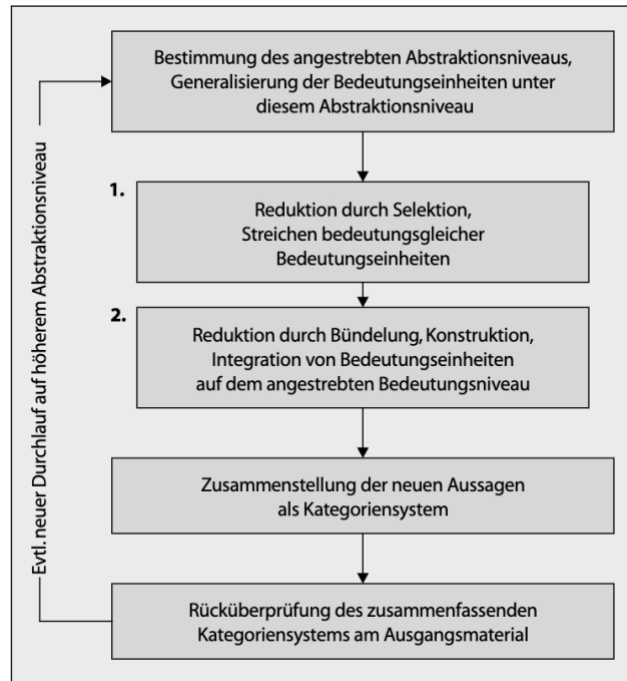 Bestimmung des angestrebten Abstraktionsniveaus,
Generalisierung der Bedeutungseinheiten unter
diesem Abstraktionsniveau
1.
Reduktion durch Selektion,
Streichen bedeutungsgleicher
Bedeutungseinheiten
2.
Reduktion durch Bündelung, Konstruktion,
Integration von Bedeutungseinheiten
auf dem angestrebten Bedeutungsniveau
Zusammenstellung der neuen Aussagen
als Kategoriensystem
Rücküberprüfung des zusammenfassenden
Kategoriensystems am Ausgangsmaterial
Evtl. neuer Durchlauf auf höherem Abstraktionsniveau